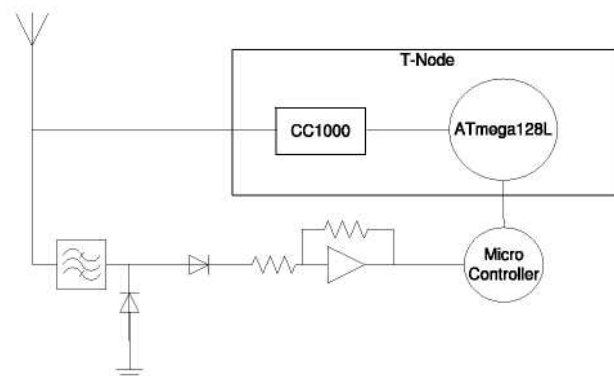 T-Node
CC1000
ATmega128L
Micro
Controller